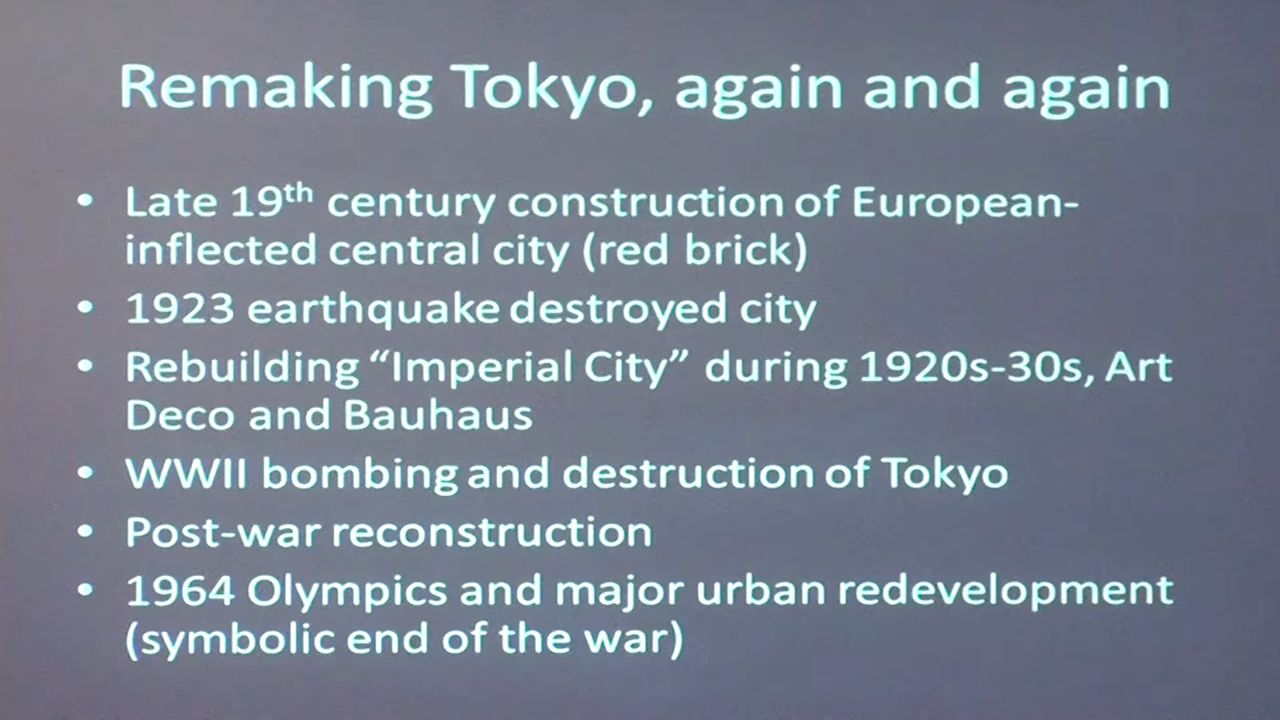 Remaking Tokyo, again and again
• Late 19th century construction of European-
inflected central city (red brick)
• 1923 earthquake destroyed city
• Rebuilding “Imperial City” during 1920s-30s, Art
Deco and Bauhaus
• WWII bombing and destruction of Tokyo
• Post-war reconstruction
• 1964 Olympics and major urban redevelopment
(symbolic end of the war)